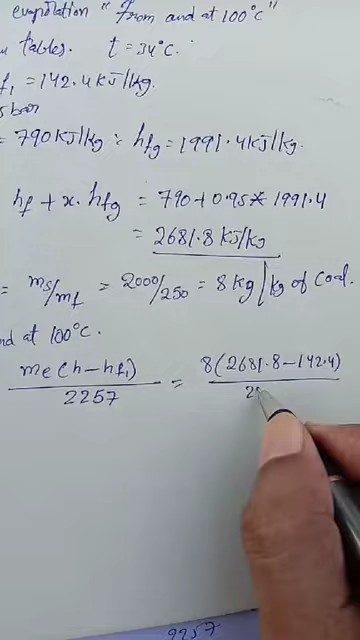 evapolation "From and at 100°c"
tables. t = 34°C.
f1 = 142.4 KJ/kg.
bar
= 790 KJ/kg : hfg = 1991.4 KJ/kg.
hf + x. hfg = 790 + 0.95 * 1991.4
= 2681.8 KJ/kg
= ms/mf = 2000/250 = 8 kg/kg of Coal.
nd at 100°C.
me (h - hf1) / 2257 = 8(2681.8 - 142.4) / 2
2257